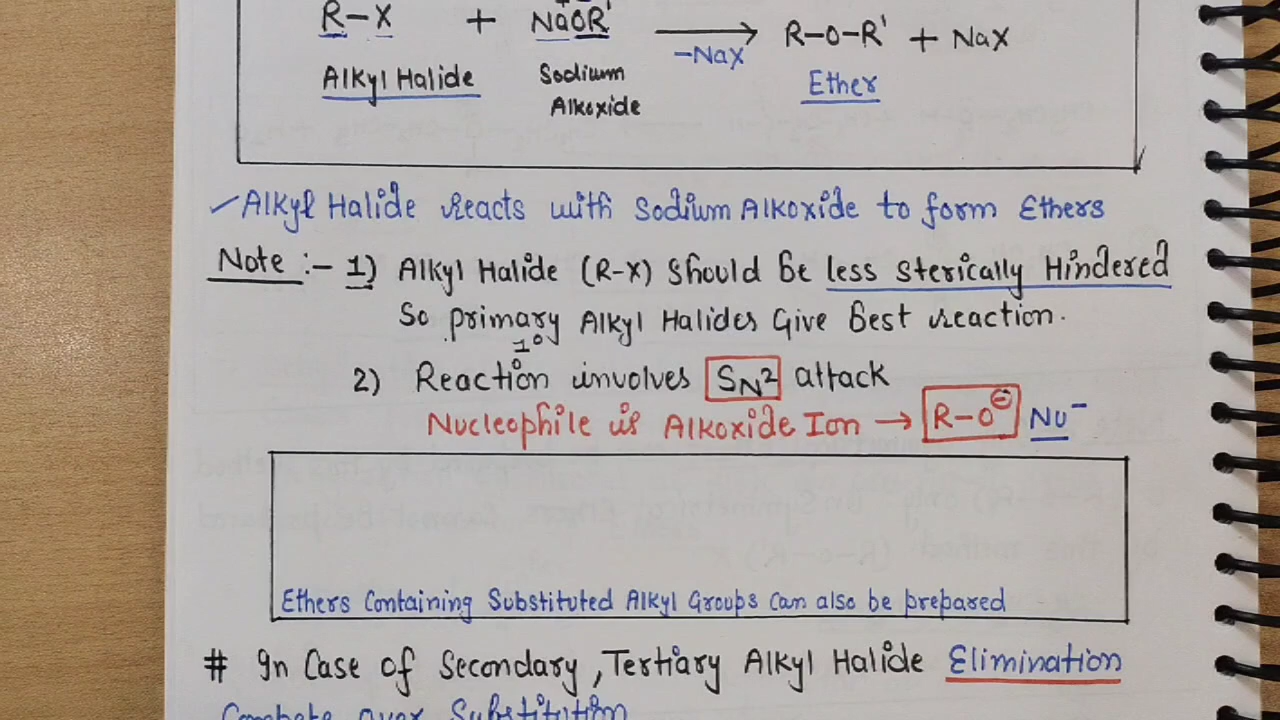 R-X + NaOR' → R-O-R' + NaX
-NaX
Alkyl Halide Sodium Alkoxide Ether
✓Alkyl Halide reacts with Sodium Alkoxide to form Ethers
Note :- 1) Alkyl Halide (R-X) Should be less Sterically Hindered
So primary Alkyl Halides Give Best reaction.
1°
2) Reaction involves SN² attack
Nucleophile is Alkoxide Ion → R-O⊖ Nu⁻
Ethers Containing Substituted Alkyl Groups Can also be prepared
# In Case of Secondary, Tertiary Alkyl Halide Elimination
over Substitution